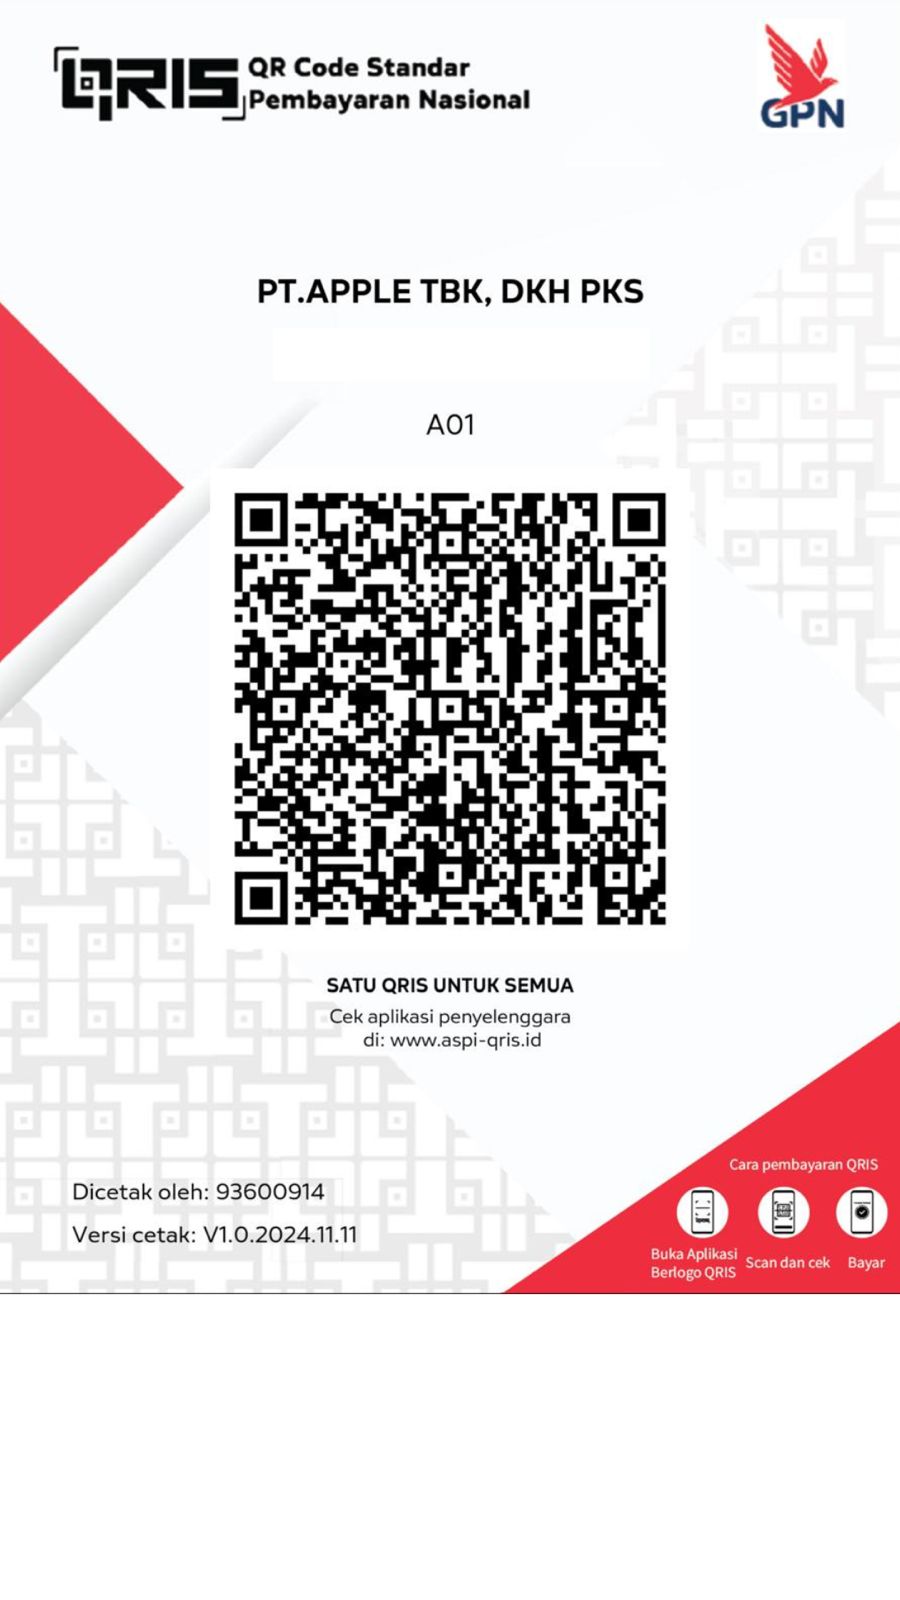 QRIS QR Code Standar
Pembayaran Nasional
GPN
PT.APPLE TBK, DKH PKS
A01
SATU QRIS UNTUK SEMUA
Cek aplikasi penyelenggara
di: www.aspi-qris.id
Dicetak oleh: 93600914
Versi cetak: V1.0.2024.11.11
Cara pembayaran QRIS
Buka Aplikasi
Berlogo QRIS
Scan dan cek
Bayar